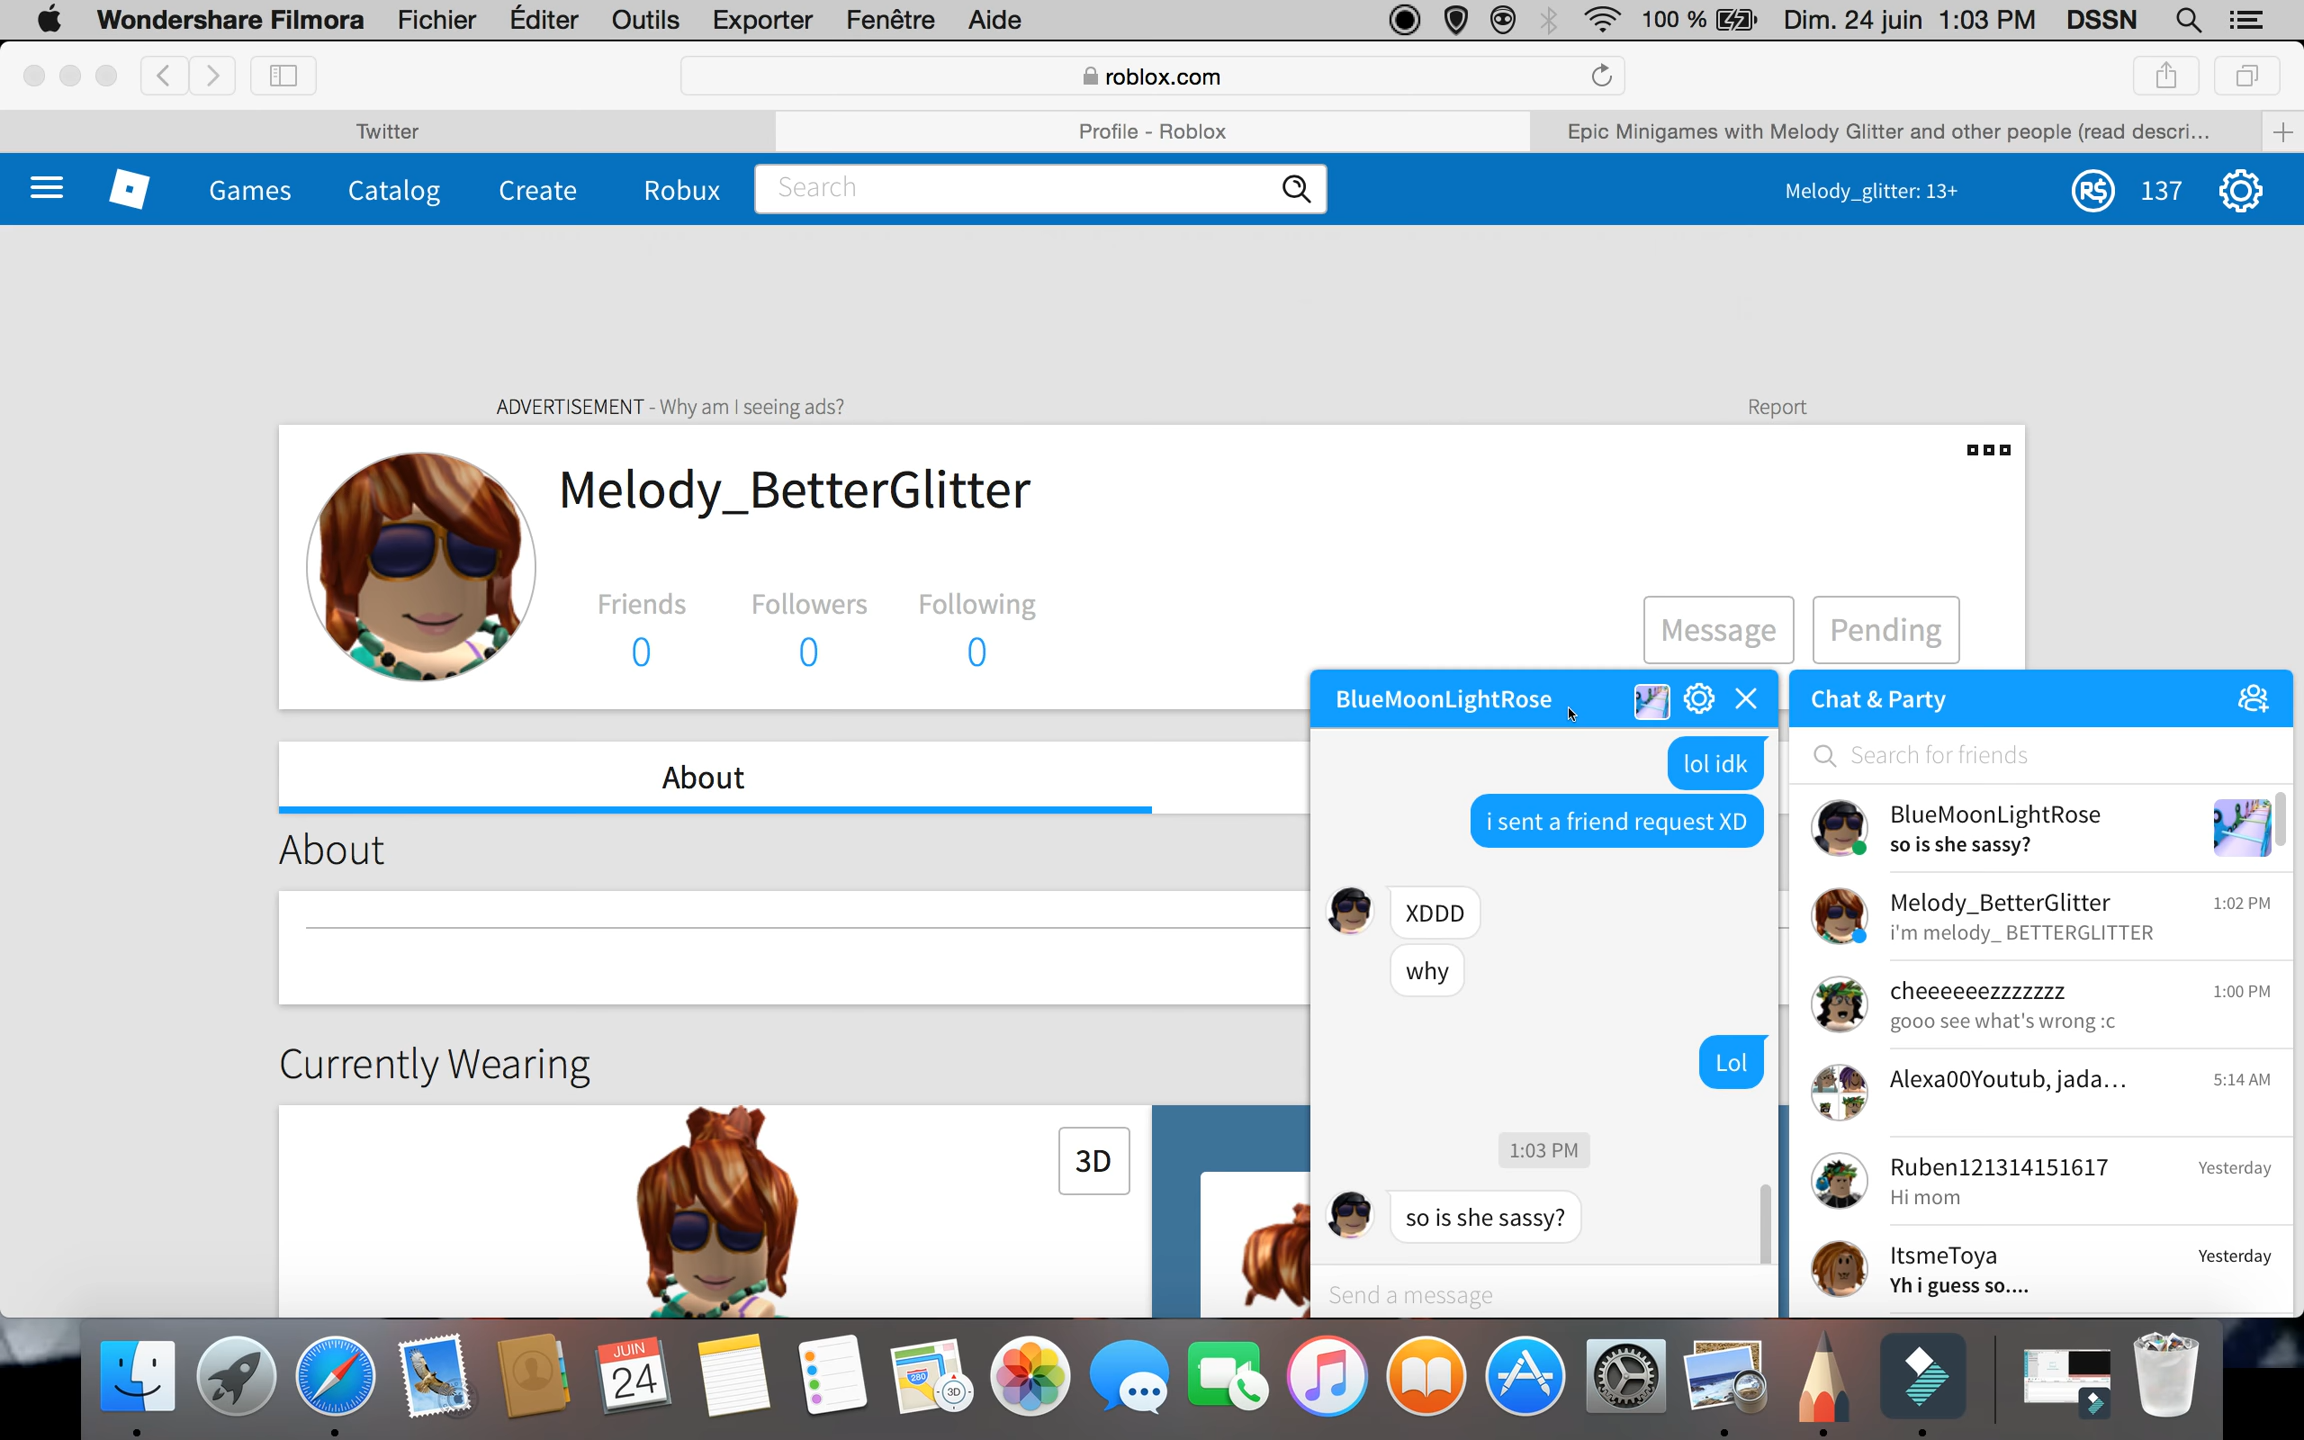 Wondershare Filmora Fichier Éditer Outils Exporter Fenêtre Aide 100 % Dim. 24 juin 1:03 PM DSSN
roblox.com
Twitter
Profile - Roblox
Epic Minigames with Melody Glitter and other people (read descri...
Games Catalog Create Robux Search Melody_glitter: 13+ R$ 137
ADVERTISEMENT - Why am I seeing ads? Report
Melody_BetterGlitter
Friends Followers Following
0 0 0
Message Pending
About
About
Currently Wearing
3D
BlueMoonLightRose
lol idk
i sent a friend request XD
XDDD
why
Lol
1:03 PM
so is she sassy?
Send a message
Chat & Party
Search for friends
BlueMoonLightRose
so is she sassy?
Melody_BetterGlitter 1:02 PM
i'm melody_ BETTERGLITTER
cheeeeeezzzzzzz 1:00 PM
gooo see what's wrong :c
Alexa00Youtub, jada... 5:14 AM
Ruben121314151617 Yesterday
Hi mom
ItsmeToya Yesterday
Yh i guess so....
JUIN
24
280
3D